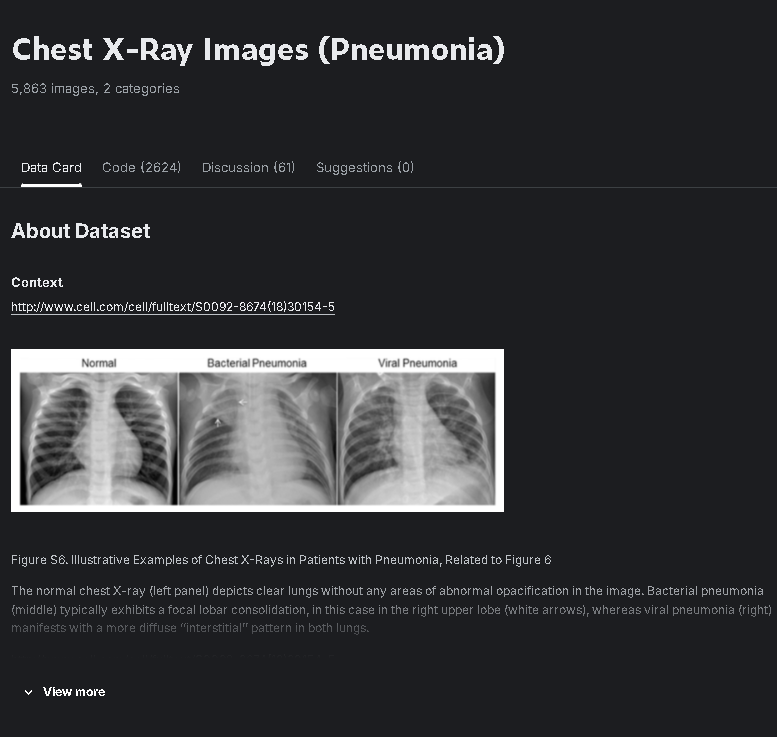 Chest X-Ray Images (Pneumonia)
5,863 images, 2 categories
Data Card Code (2624) Discussion (61) Suggestions (0)
About Dataset
Context
http://www.cell.com/cell/fulltext/S0092-8674(18)30154-5
Normal Bacterial Pneumonia Viral Pneumonia
Figure S6. Illustrative Examples of Chest X-Rays in Patients with Pneumonia, Related to Figure 6
The normal chest X-ray (left panel) depicts clear lungs without any areas of abnormal opacification in the image. Bacterial pneumonia
(middle) typically exhibits a focal lobar consolidation, in this case in the right upper lobe (white arrows), whereas viral pneumonia (right)
manifests with a more diffuse "interstitial" pattern in both lungs.
View more